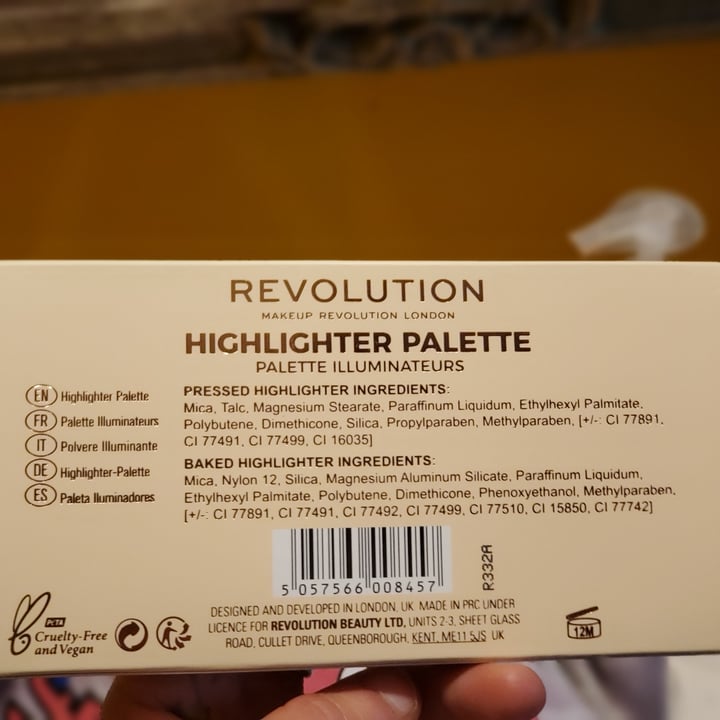 REVOLUTION
MAKEUP REVOLUTION LONDON
HIGHLIGHTER PALETTE
PALETTE ILLUMINATEURS
EN Highlighter Palette
FR Palette Illuminateurs
IT Polvere Illuminante
DE Highlighter-Palette
ES Paleta Iluminadores
PRESSED HIGHLIGHTER INGREDIENTS:
Mica, Talc, Magnesium Stearate, Paraffinum Liquidum, Ethylhexyl Palmitate,
Polybutene, Dimethicone, Silica, Propylparaben, Methylparaben, [+/-: CI 77891,
CI 77491, CI 77499, CI 16035]
BAKED HIGHLIGHTER INGREDIENTS:
Mica, Nylon 12, Silica, Magnesium Aluminum Silicate, Paraffinum Liquidum,
Ethylhexyl Palmitate, Polybutene, Dimethicone, Phenoxyethanol, Methylparaben,
[+/-: CI 77891, CI 77491, CI 77492, CI 77499, CI 77510, CI 15850, CI 77742]
5 057566 008457
R332A
PETA
Cruelty-Free
and Vegan
DESIGNED AND DEVELOPED IN LONDON, UK. MADE IN PRC UNDER
LICENCE FOR REVOLUTION BEAUTY LTD, UNITS 2-3, SHEET GLASS
ROAD, CULLET DRIVE, QUEENBOROUGH, KENT, ME11 5JS UK
12M